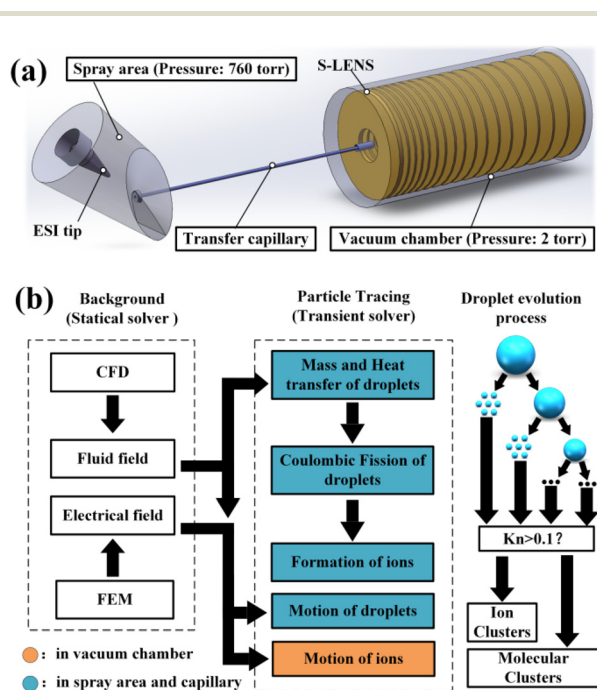 (a)
Spray area (Pressure: 760 torr)
S-LENS
ESI tip
Transfer capillary
Vacuum chamber (Pressure: 2 torr)
(b)
Background
(Statical solver )
Particle Tracing
(Transient solver)
Droplet evolution
process
CFD
Fluid field
Electrical field
FEM
Mass and Heat
transfer of droplets
Coulombic Fission of
droplets
Formation of ions
Motion of droplets
Motion of ions
Kn>0.1?
Ion
Clusters
Molecular
Clusters
: in vacuum chamber
: in spray area and capillary